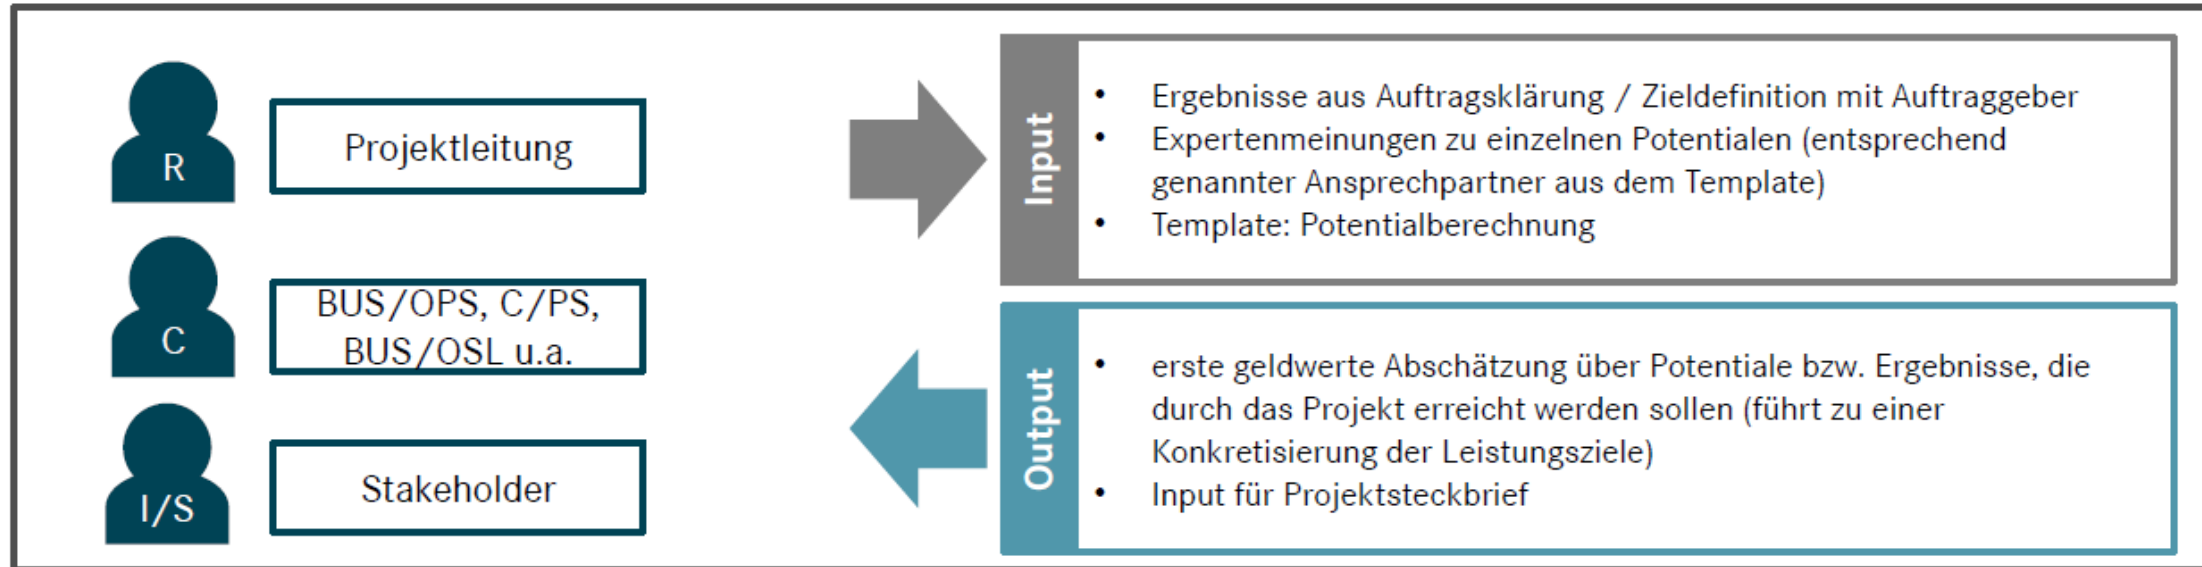 R
Projektleitung
C
BUS/OPS, C/PS,
BUS/OSL u.a.
I/S
Stakeholder
Input
• Ergebnisse aus Auftragsklärung / Zieldefinition mit Auftraggeber
• Expertenmeinungen zu einzelnen Potentialen (entsprechend
genannter Ansprechpartner aus dem Template)
• Template: Potentialberechnung
Output
• erste geldwerte Abschätzung über Potentiale bzw. Ergebnisse, die
durch das Projekt erreicht werden sollen (führt zu einer
Konkretisierung der Leistungsziele)
• Input für Projektsteckbrief